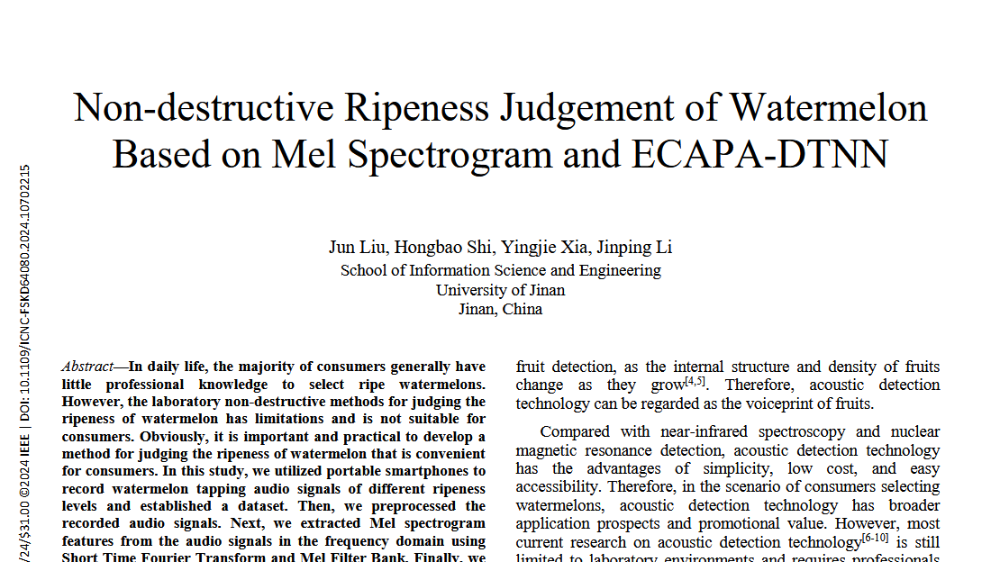 Non-destructive Ripeness Judgement of Watermelon
Based on Mel Spectrogram and ECAPA-DTNN
Jun Liu, Hongbao Shi, Yingjie Xia, Jinping Li
School of Information Science and Engineering
University of Jinan
Jinan, China
Abstract—In daily life, the majority of consumers generally have
little professional knowledge to select ripe watermelons.
However, the laboratory non-destructive methods for judging the
ripeness of watermelon has limitations and is not suitable for
consumers. Obviously, it is important and practical to develop a
method for judging the ripeness of watermelon that is convenient
for consumers. In this study, we utilized portable smartphones to
record watermelon tapping audio signals of different ripeness
levels and established a dataset. Then, we preprocessed the
recorded audio signals. Next, we extracted Mel spectrogram
features from the audio signals in the frequency domain using
Short Time Fourier Transform and Mel Filter Bank. Finally, we
fruit detection, as the internal structure and density of fruits
change as they grow[4,5]. Therefore, acoustic detection
technology can be regarded as the voiceprint of fruits.
Compared with near-infrared spectroscopy and nuclear
magnetic resonance detection, acoustic detection technology
has the advantages of simplicity, low cost, and easy
accessibility. Therefore, in the scenario of consumers selecting
watermelons, acoustic detection technology has broader
application prospects and promotional value. However, most
current research on acoustic detection technology[6-10] is still
limited to laboratory environments and requires professionals
/24/$31.00 ©2024 IEEE | DOI: 10.1109/ICNC-FSKD64080.2024.10702215